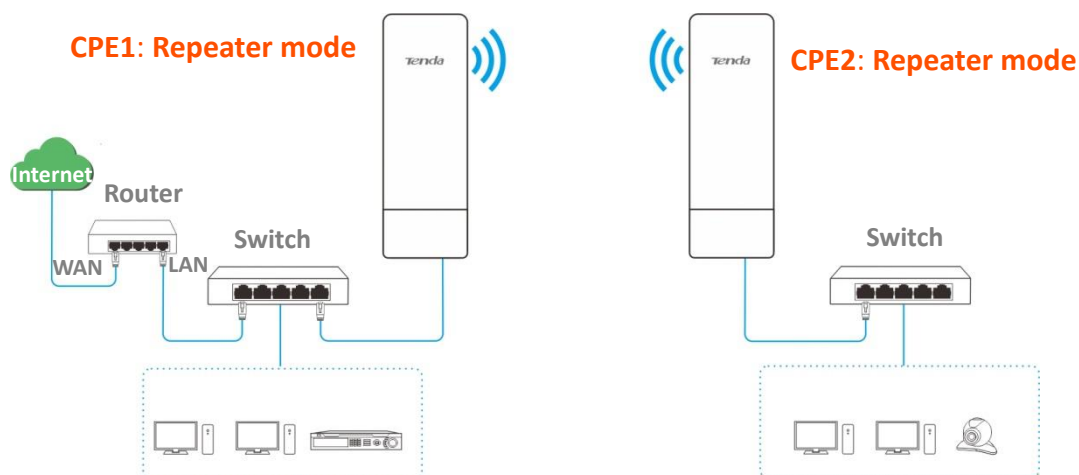 CPE1: Repeater mode
Tenda
Tenda
CPE2: Repeater mode
Internet
Router
WAN
LAN
Switch
Switch